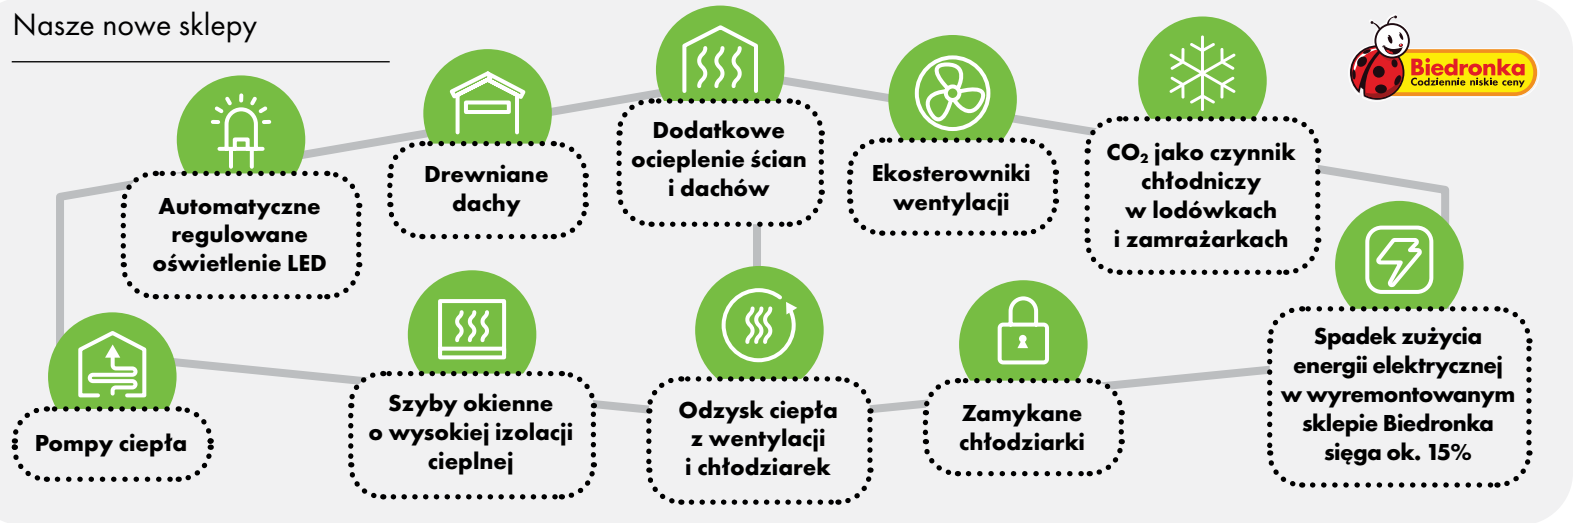 Nasze nowe sklepy
Biedronka
Codziennie niskie ceny
Automatyczne
regulowane
oświetlenie LED
Drewniane
dachy
Dodatkowe
ocieplenie ścian
i dachów
Ekosterowniki
wentylacji
CO₂ jako czynnik
chłodniczy
w lodówkach
i zamrażarkach
Pompy ciepła
Szyby okienne
o wysokiej izolacji
cieplnej
Odzysk ciepła
z wentylacji
i chłodziarek
Zamykane
chłodziarki
Spadek zużycia
energii elektrycznej
w wyremontowanym
sklepie Biedronka
sięga ok. 15%